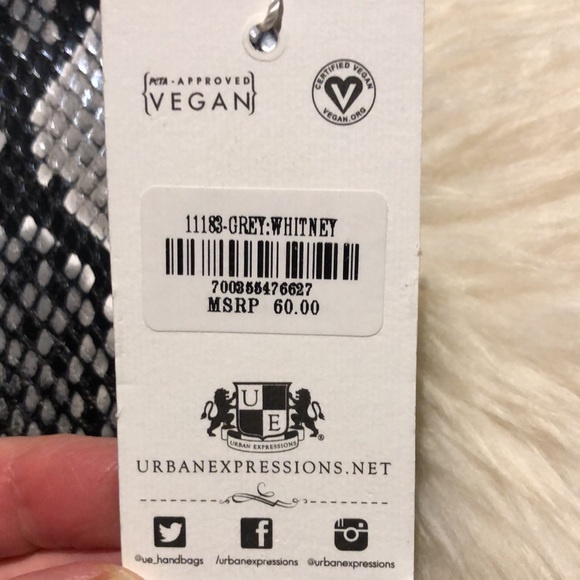 PETA - APPROVED
VEGAN
CERTIFIED VEGAN
VEGAN.ORG
11183-GREY:WHITNEY
700355476627
MSRP 60.00
U E
URBAN EXPRESSIONS
®
URBANEXPRESSIONS.NET
@ue_handbags /urbanexpressions @urbanexpressions